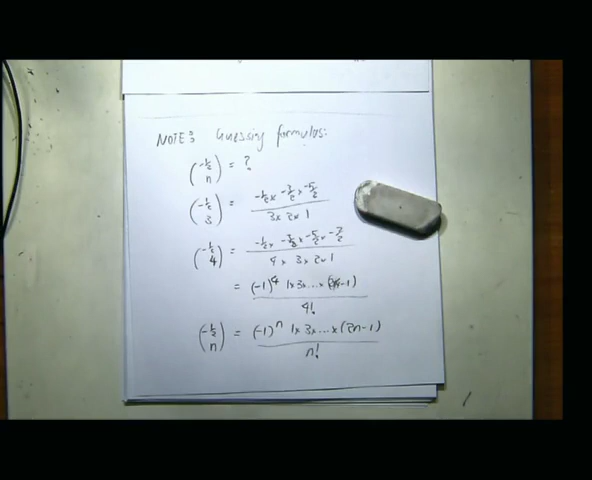 NOTE: Guessing formulas:
(-1/2 n) = ?
(-1/2 3) = -1/2 x -3/2 x -5/2 / 3 x 2 x 1
(-1/2 4) = -1/2 x -3/2 x -5/2 x -7/2 / 4 x 3 x 2 x 1
= (-1)^4 1 x 3 x ... x (-1) / 4!
(-1/2 n) = (-1)^n 1 x 3 x ... x (2n-1) / n!